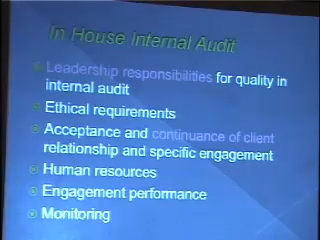 In House Internal Audit
Leadership responsibilities for quality in
internal audit
Ethical requirements
Acceptance and continuance of client
relationship and specific engagement
Human resources
Engagement performance
Monitoring